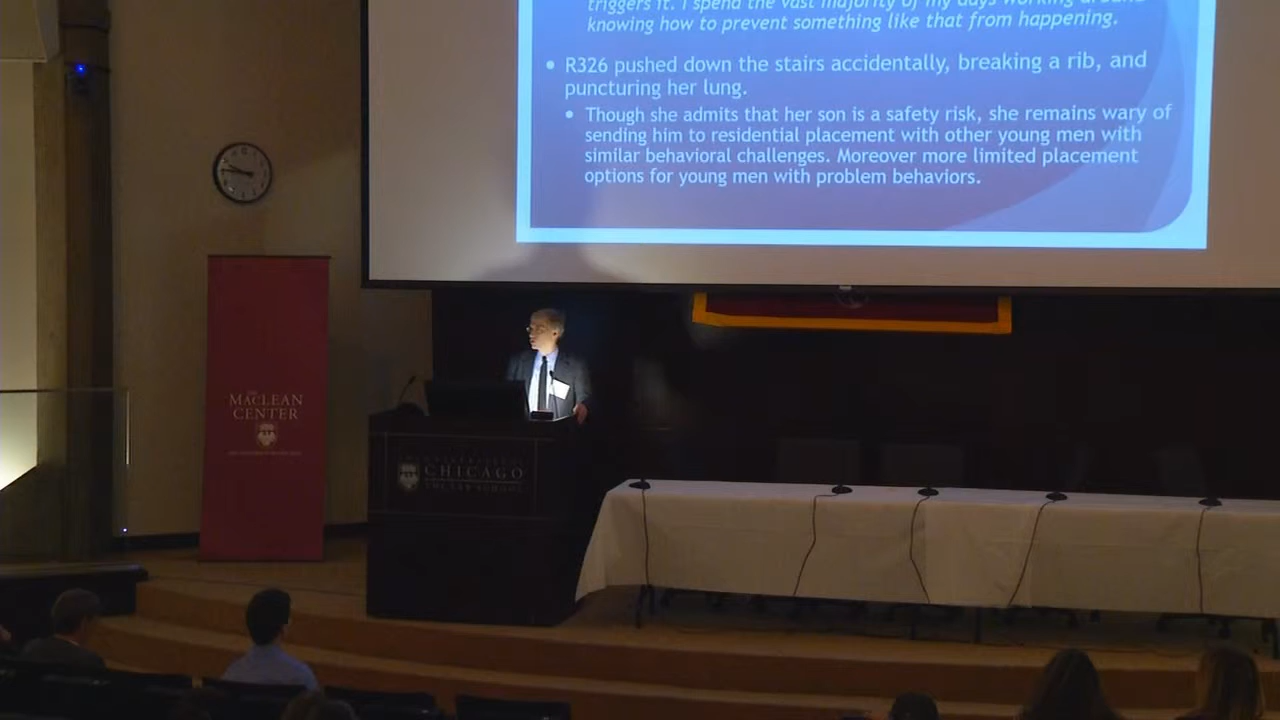 triggers it. I spend the vast majority of my days working around
knowing how to prevent something like that from happening.
• R326 pushed down the stairs accidentally, breaking a rib, and
puncturing her lung.
• Though she admits that her son is a safety risk, she remains wary of
sending him to residential placement with other young men with
similar behavioral challenges. Moreover more limited placement
options for young men with problem behaviors.
MACLEAN
CENTER
CHICAGO
THE LAW SCHOOL